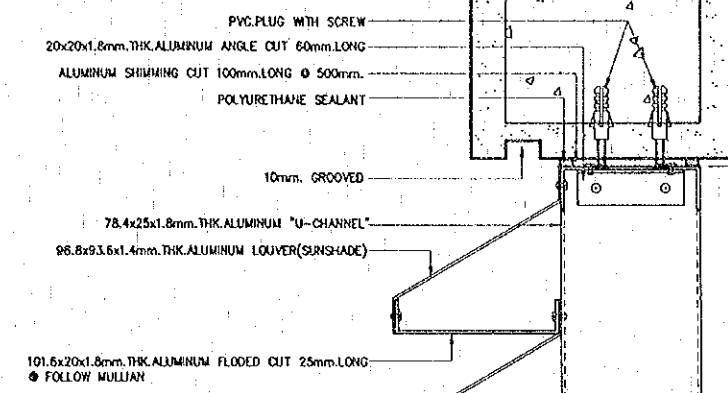 PVC.PLUG WITH SCREW
20x20x1.8mm.THK.ALUMINUM ANGLE CUT 60mm.LONG
ALUMINUM SHIMMING CUT 100mm.LONG @ 500mm.
POLYURETHANE SEALANT
10mm. GROOVED
78.4x25x1.8mm.THK.ALUMINUM "U-CHANNEL"
96.8x93.6x1.4mm.THK.ALUMINUM LOUVER(SUNSHADE)
101.6x20x1.8mm.THK.ALUMINUM FLODED CUT 25mm.LONG
@ FOLLOW MULLIAN